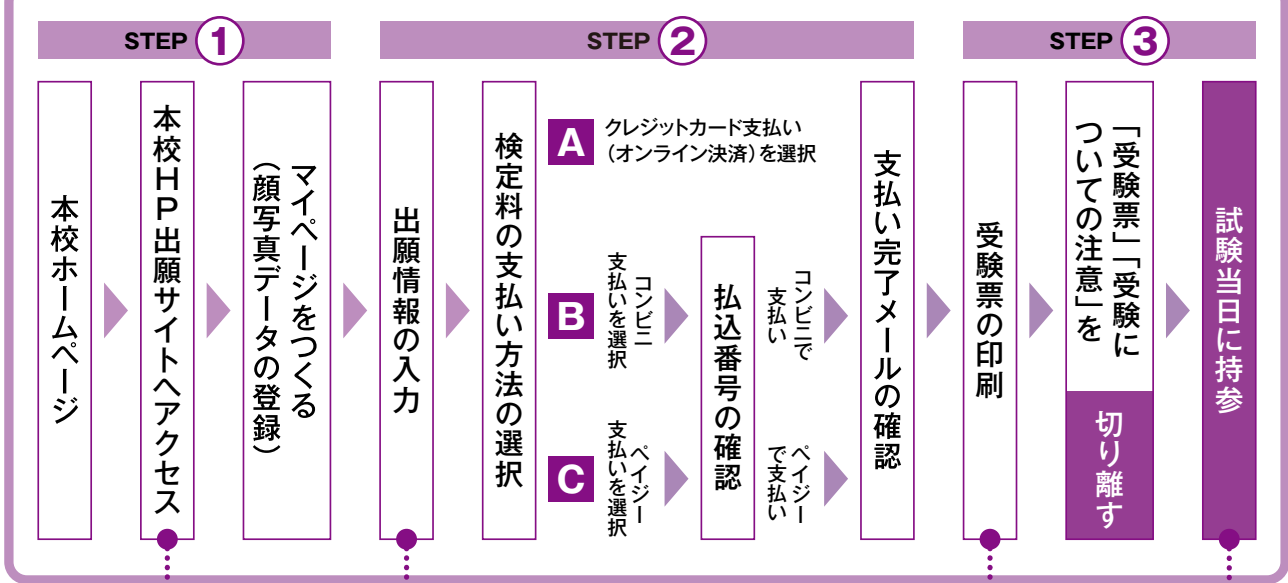 STEP 1
本校ホームページ
本校HP出願サイトへアクセス
マイページをつくる
（顔写真データの登録）
STEP 2
出願情報の入力
検定料の支払い方法の選択
A
クレジットカード支払い
（オンライン決済）を選択
B
コンビニ
支払いを選択
C
ペイジー
支払いを選択
払込番号の確認
コンビニで
支払い
ペイジー
で支払い
支払い完了メールの確認
STEP 3
受験票の印刷
「受験票」「受験に
ついての注意」を
切り離す
試験当日に持参